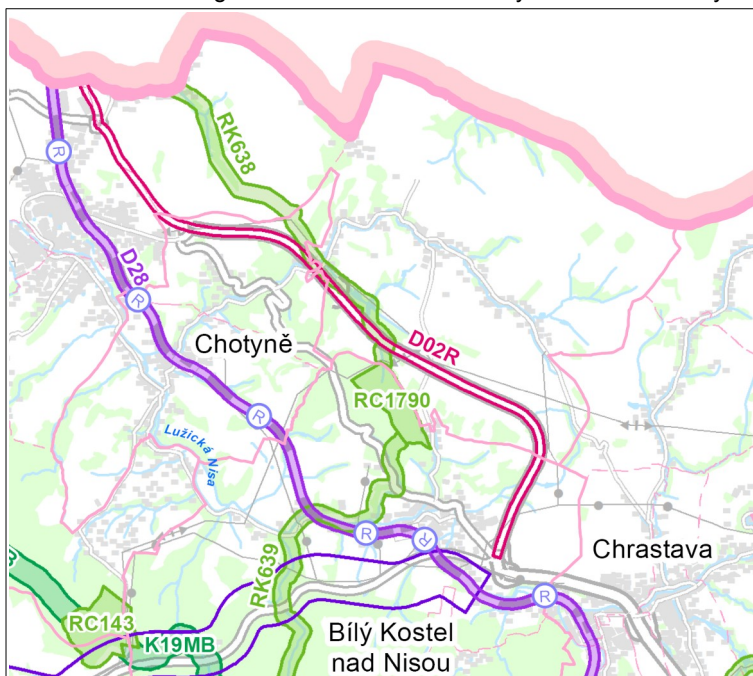 RK638
R
D28
R
Chotyně
D02R
RC1790
R
Lužická Nisa
R
R
RK639
Chrastava
R
RC143
K19MB
Bílý Kostel
nad Nisou